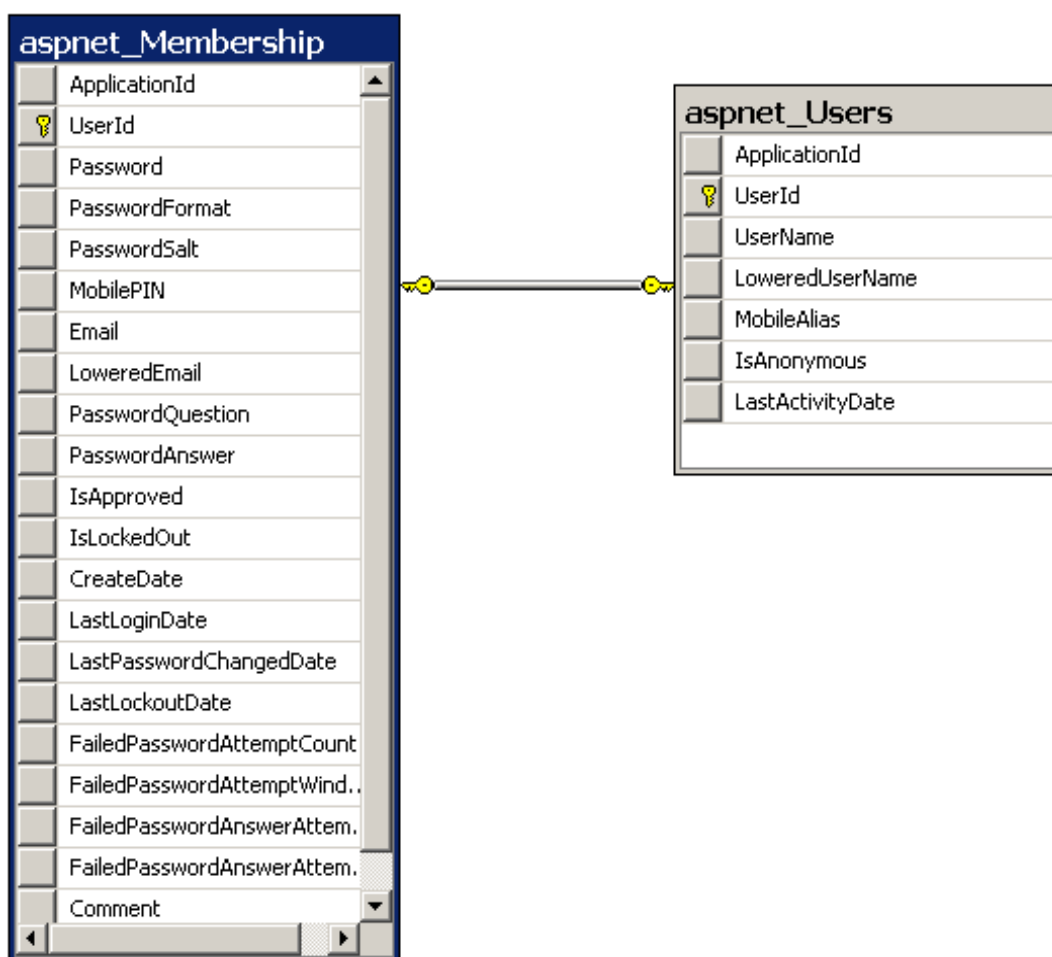 aspnet_Membership
ApplicationId
UserId
Password
PasswordFormat
PasswordSalt
MobilePIN
Email
LoweredEmail
PasswordQuestion
PasswordAnswer
IsApproved
IsLockedOut
CreateDate
LastLoginDate
LastPasswordChangedDate
LastLockoutDate
FailedPasswordAttemptCount
FailedPasswordAttemptWind..
FailedPasswordAnswerAttem.
FailedPasswordAnswerAttem.
Comment
aspnet_Users
ApplicationId
UserId
UserName
LoweredUserName
MobileAlias
IsAnonymous
LastActivityDate